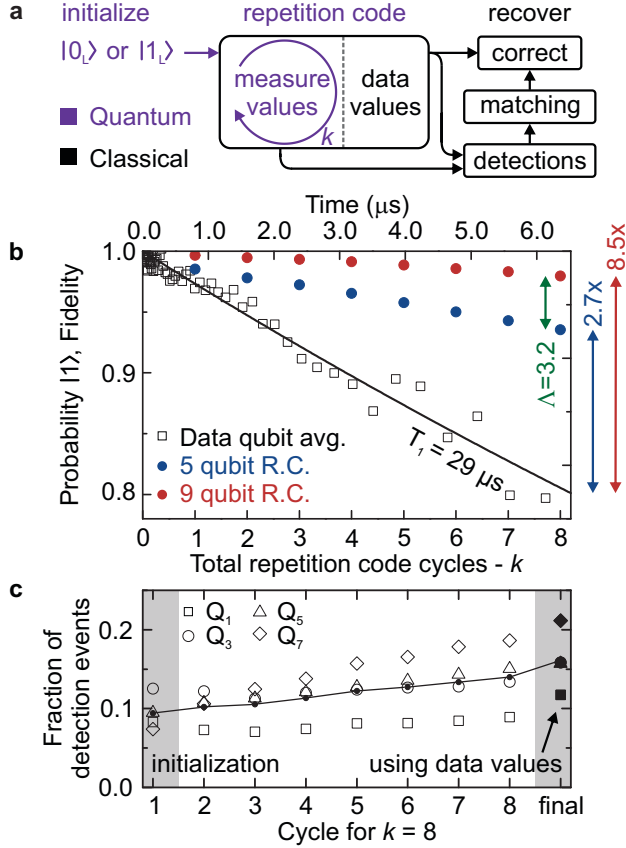 a
initialize
repetition code
recover
|0L⟩ or |1L⟩
measure values
k
data values
correct
matching
detections
Quantum
Classical
b
Time (μs)
0.0 1.0 2.0 3.0 4.0 5.0 6.0
Probability |1⟩, Fidelity
1.0
0.9
0.8
Data qubit avg.
5 qubit R.C.
9 qubit R.C.
T1 = 29 μs
Λ=3.2
2.7x
8.5x
0 1 2 3 4 5 6 7 8
Total repetition code cycles - k
c
Fraction of
detection events
0.2
0.1
0.0
Q1 Q5
Q3 Q7
initialization
using data values
1 2 3 4 5 6 7 8 final
Cycle for k = 8